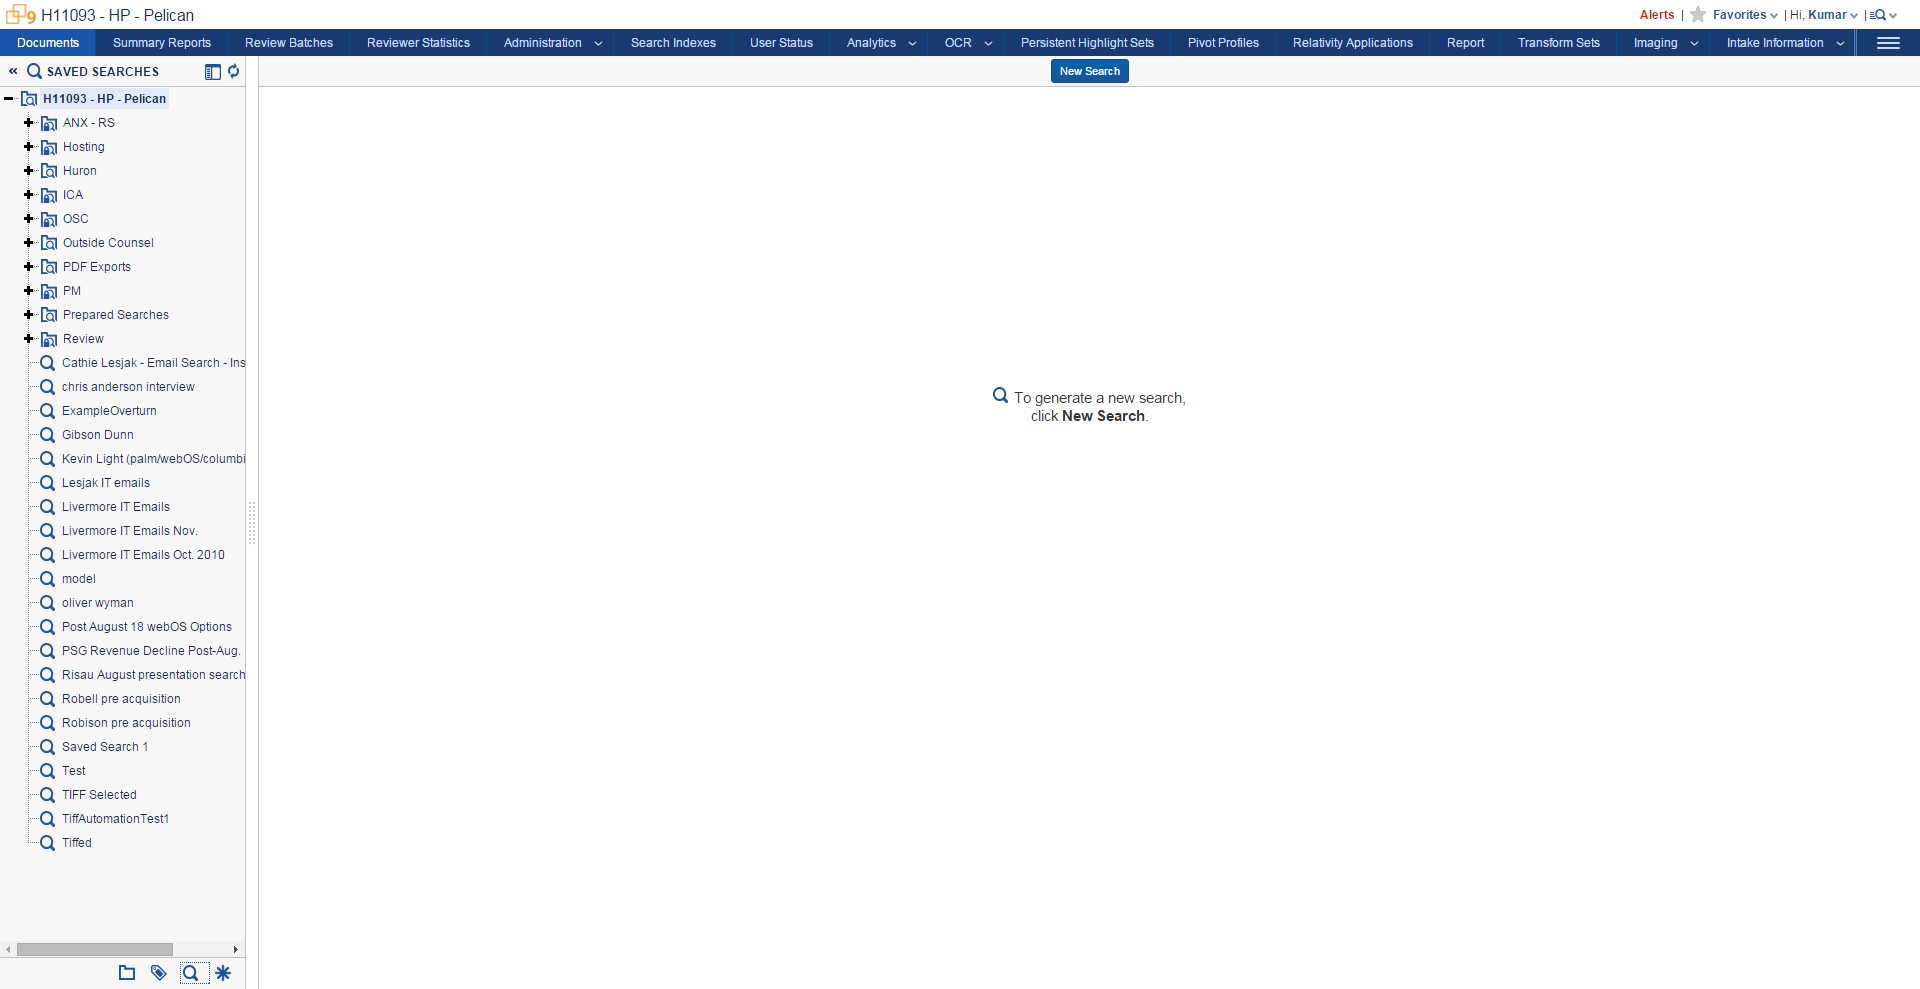 9 H11093 - HP - Pelican
Alerts | Favorites | Hi, Kumar |
Documents Summary Reports Review Batches Reviewer Statistics Administration Search Indexes User Status Analytics OCR Persistent Highlight Sets Pivot Profiles Relativity Applications Report Transform Sets Imaging Intake Information
SAVED SEARCHES
New Search
H11093 - HP - Pelican
ANX - RS
Hosting
Huron
ICA
OSC
Outside Counsel
PDF Exports
PM
Prepared Searches
Review
Cathie Lesjak - Email Search - Ins
chris anderson interview
ExampleOverturn
Gibson Dunn
Kevin Light (palm/webOS/columbi
Lesjak IT emails
Livermore IT Emails
Livermore IT Emails Nov.
Livermore IT Emails Oct. 2010
model
oliver wyman
Post August 18 webOS Options
PSG Revenue Decline Post-Aug.
Risau August presentation search
Robell pre acquisition
Robison pre acquisition
Saved Search 1
Test
TIFF Selected
TiffAutomationTest1
Tiffed
To generate a new search,
click New Search.